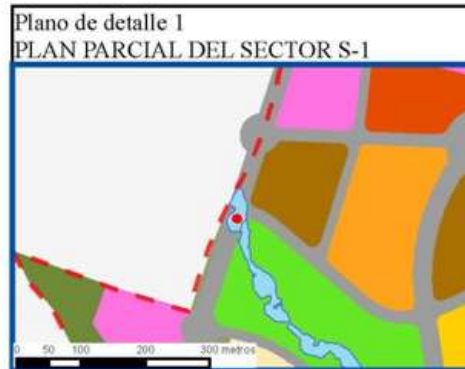 Plano de detalle 1
PLAN PARCIAL DEL SECTOR S-1
0 50 100 200 300 metros